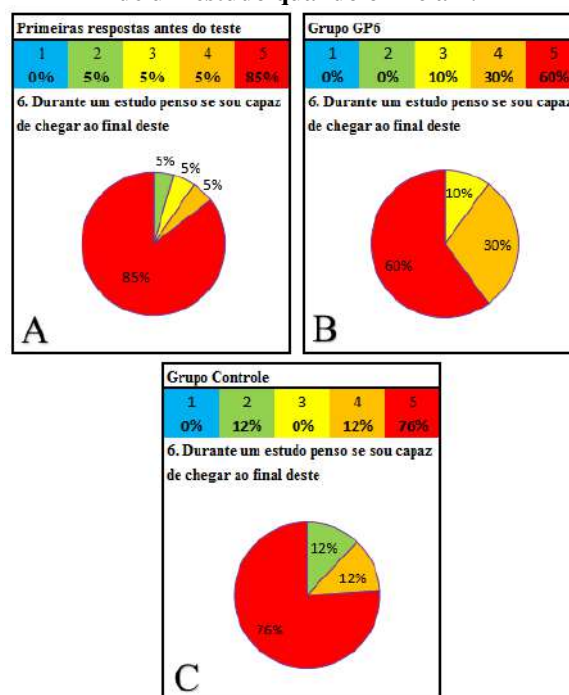 Primeiras respostas antes do teste
1 2 3 4 5
0% 5% 5% 5% 85%
6. Durante um estudo penso se sou capaz
de chegar ao final deste
5%
5%
5%
85%
A
Grupo GP6
1 2 3 4 5
0% 0% 10% 30% 60%
6. Durante um estudo penso se sou capaz
de chegar ao final deste
10%
30%
60%
B
Grupo Controle
1 2 3 4 5
0% 12% 0% 12% 76%
6. Durante um estudo penso se sou capaz
de chegar ao final deste
12%
12%
76%
C